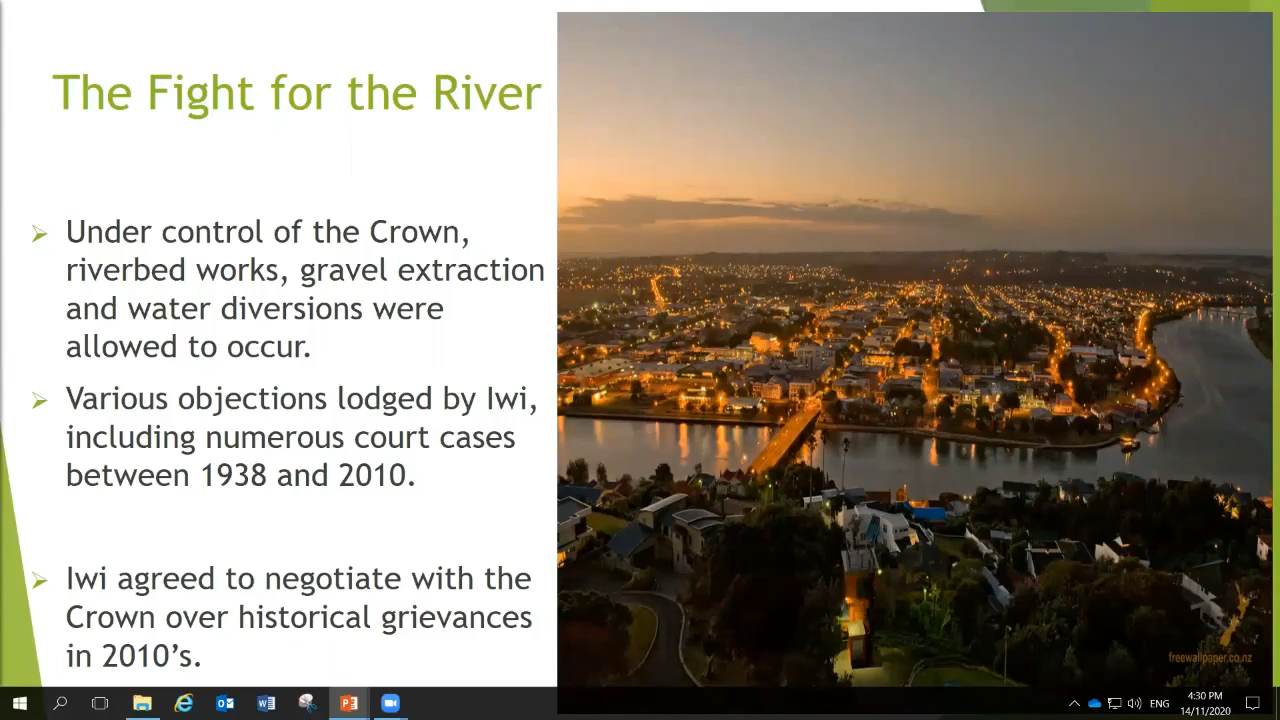 The Fight for the River
Under control of the Crown,
riverbed works, gravel extraction
and water diversions were
allowed to occur.
Various objections lodged by Iwi,
including numerous court cases
between 1938 and 2010.
Iwi agreed to negotiate with the
Crown over historical grievances
in 2010’s.
freewallpaper.co.nz
ENG
4:30 PM
14/11/2020